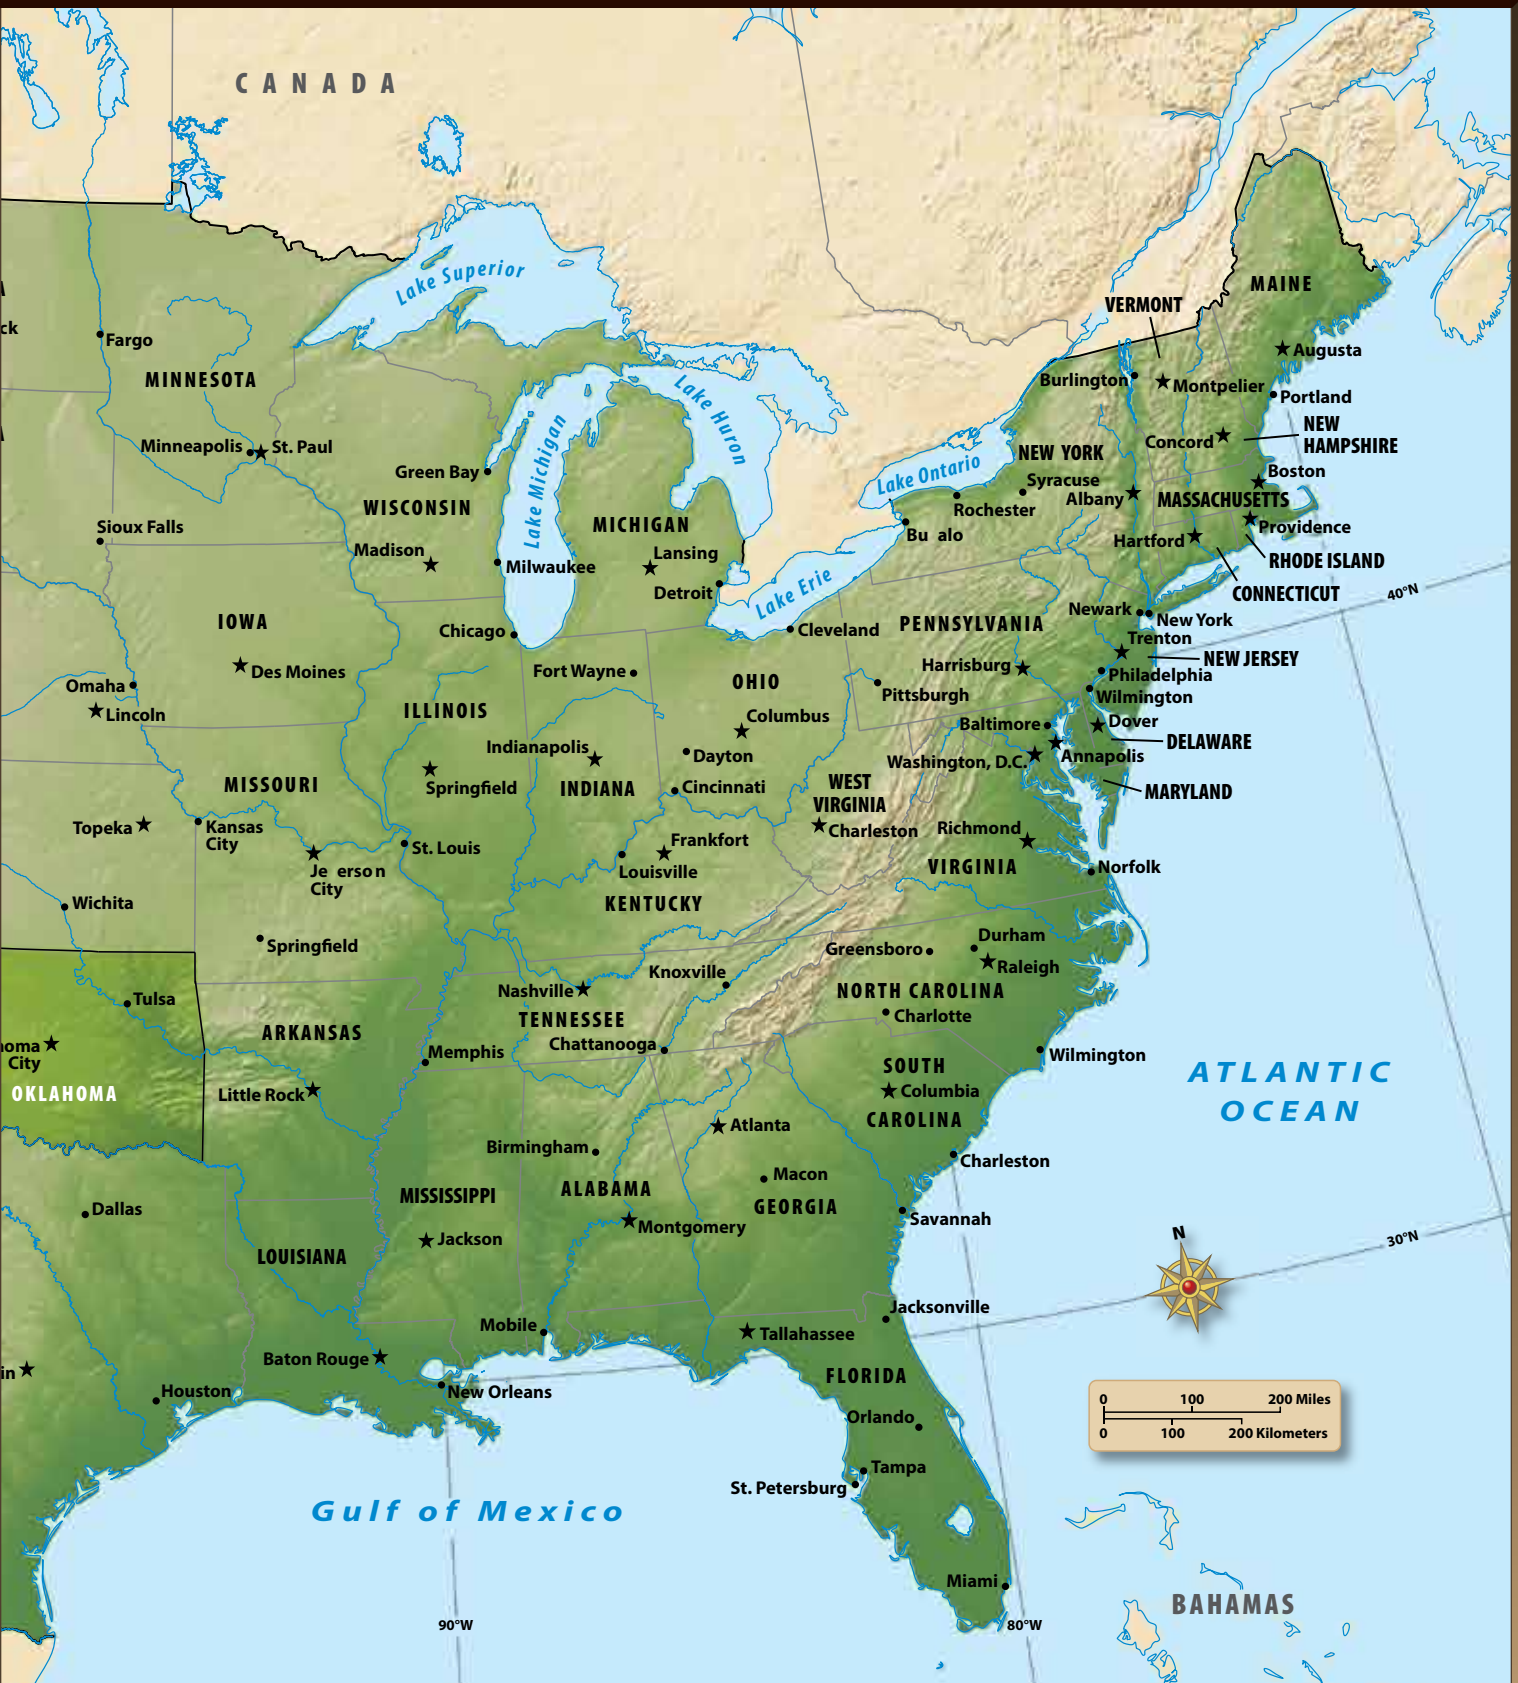 CANADA
Lake Superior
MAINE
VERMONT
ck
Fargo
Augusta
MINNESOTA
Burlington
Montpelier
Lake Huron
Portland
NEW
HAMPSHIRE
Concord
Minneapolis
St. Paul
Lake Michigan
Green Bay
NEW YORK
Lake Ontario
Boston
Syracuse
Albany
MASSACHUSETTS
WISCONSIN
Rochester
MICHIGAN
Sioux Falls
Bu alo
Providence
Hartford
Madison
Lansing
RHODE ISLAND
Milwaukee
Detroit
Lake Erie
CONNECTICUT
40°N
Newark
New York
IOWA
Chicago
Cleveland
PENNSYLVANIA
Trenton
NEW JERSEY
Des Moines
Fort Wayne
Harrisburg
Philadelphia
OHIO
Omaha
Pittsburgh
Wilmington
Lincoln
ILLINOIS
Columbus
Baltimore
Dover
DELAWARE
Indianapolis
Dayton
Washington, D.C.
Annapolis
MISSOURI
Springfield
INDIANA
Cincinnati
WEST
VIRGINIA
MARYLAND
Topeka
Kansas
City
Charleston
Richmond
St. Louis
Frankfort
Je erson
City
Louisville
VIRGINIA
Norfolk
Wichita
KENTUCKY
Springfield
Durham
Greensboro
Raleigh
Knoxville
Tulsa
Nashville
NORTH CAROLINA
TENNESSEE
Charlotte
ARKANSAS
oma
City
Memphis
Chattanooga
Wilmington
SOUTH
CAROLINA
Columbia
ATLANTIC
OCEAN
OKLAHOMA
Little Rock
Atlanta
Birmingham
Charleston
Macon
ALABAMA
MISSISSIPPI
GEORGIA
Dallas
Savannah
Montgomery
Jackson
30°N
N
LOUISIANA
Jacksonville
Mobile
Tallahassee
Baton Rouge
in
FLORIDA
Houston
New Orleans
0 100 200 Miles
0 100 200 Kilometers
Orlando
Tampa
St. Petersburg
Gulf of Mexico
Miami
BAHAMAS
90°W
80°W